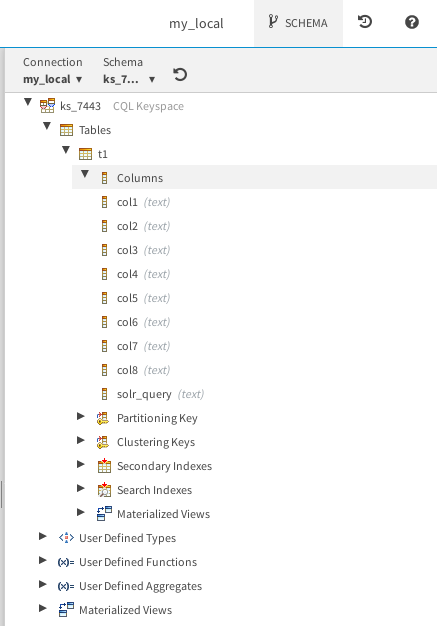 my_local SCHEMA
Connection Schema
my_local ▼ ks_7... ▼
ks_7443 CQL Keyspace
Tables
t1
Columns
col1 (text)
col2 (text)
col3 (text)
col4 (text)
col5 (text)
col6 (text)
col7 (text)
col8 (text)
solr_query (text)
Partitioning Key
Clustering Keys
Secondary Indexes
Search Indexes
Materialized Views
User Defined Types
(x)= User Defined Functions
(x)= User Defined Aggregates
Materialized Views